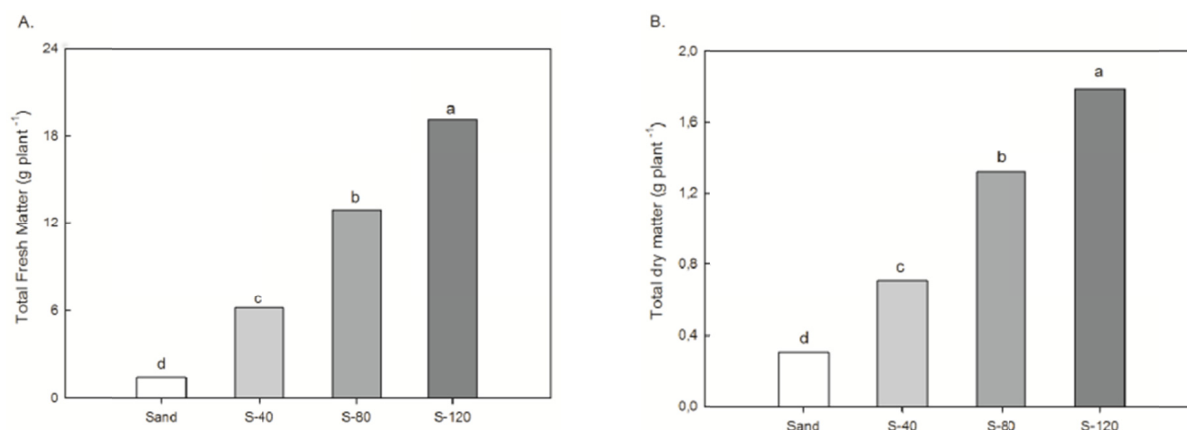 A.
Total Fresh Matter (g plant -1)
24
18
12
6
0
a
b
c
d
Sand S-40 S-80 S-120
B.
Total dry matter (g plant -1)
2,0
1,6
1,2
0,8
0,4
0,0
a
b
c
d
Sand S-40 S-80 S-120